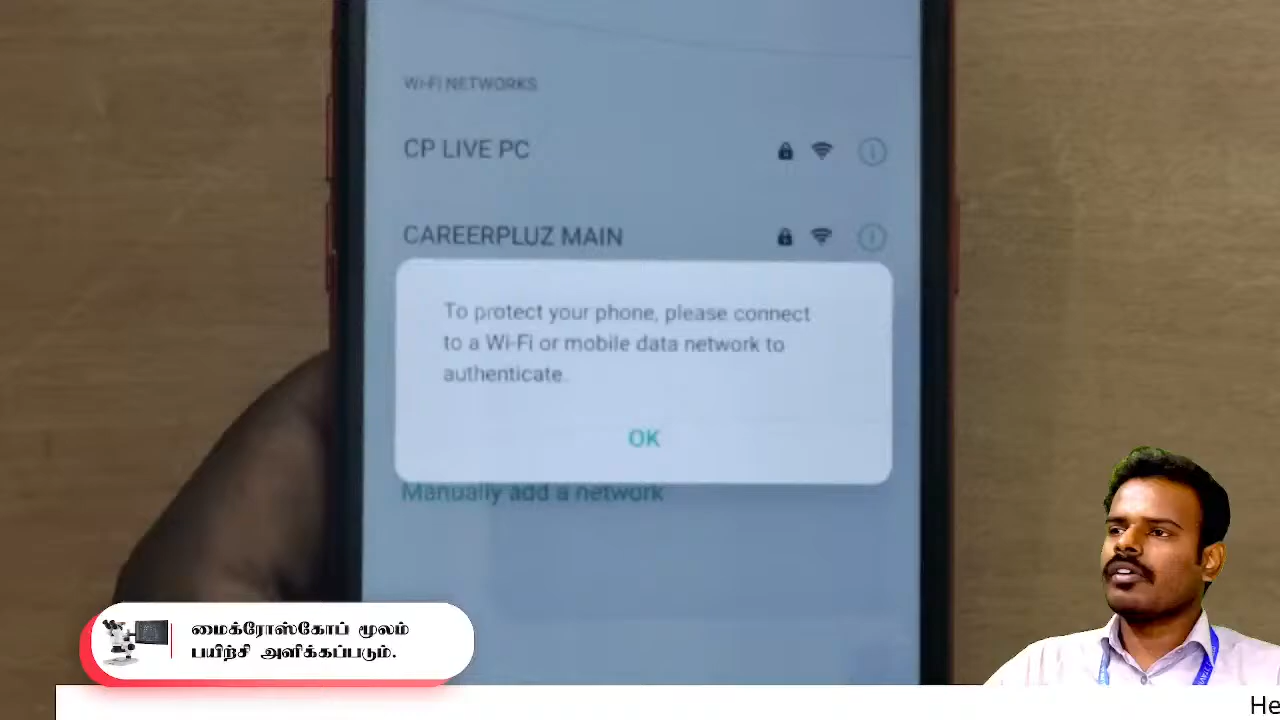 Wi-Fi NETWORKS
CP LIVE PC
CAREERPLUZ MAIN
To protect your phone, please connect
to a Wi-Fi or mobile data network to
authenticate.
OK
Manually add a network
மைக்ரோஸ்கோப் மூலம்
பயிற்சி அளிக்கப்படும்.
He